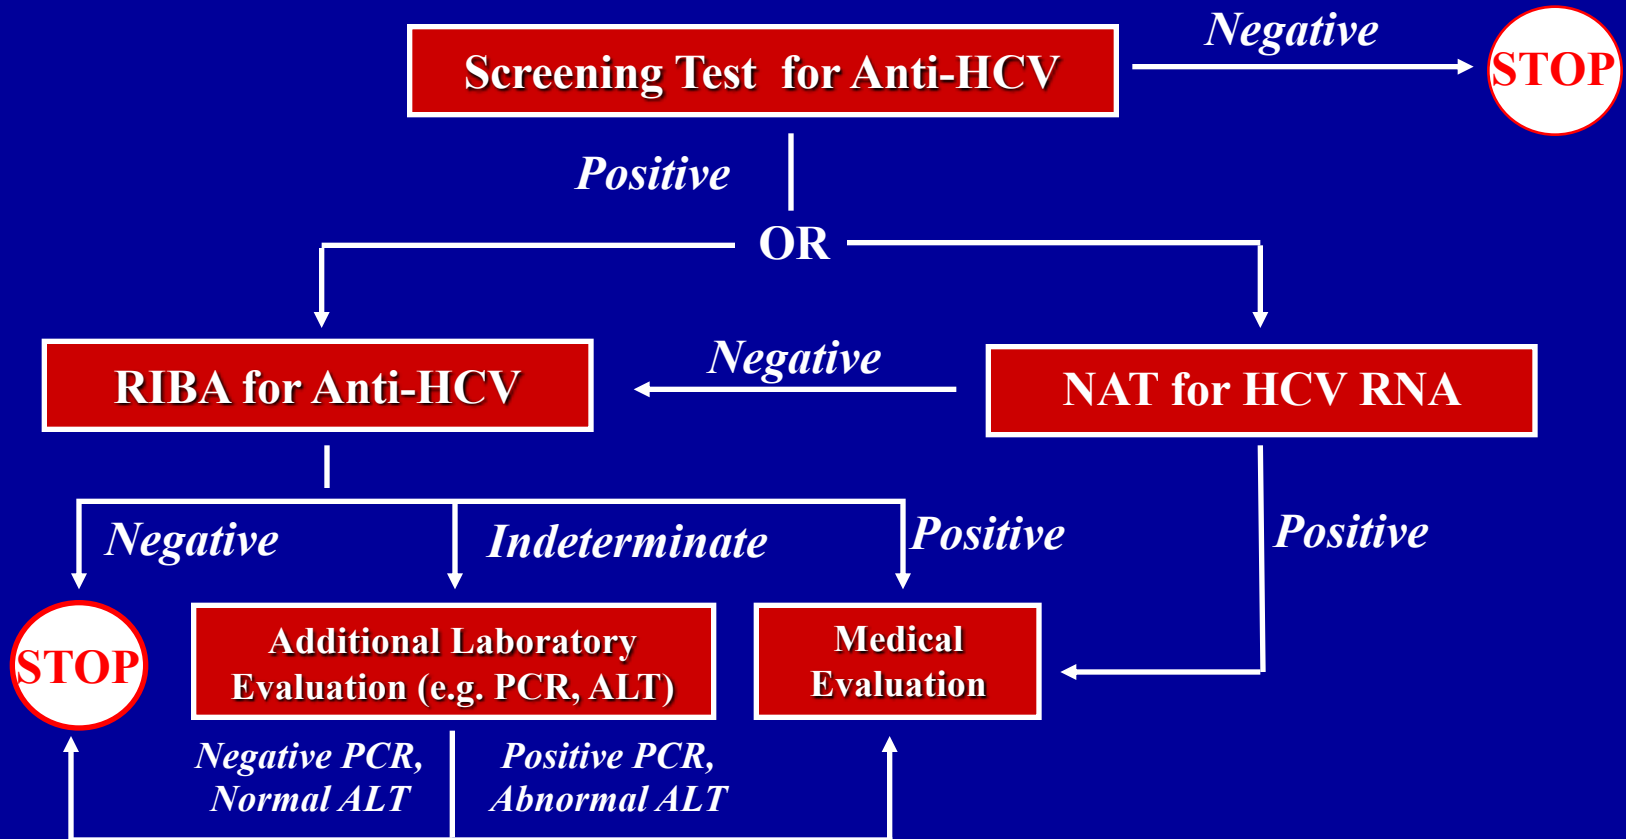 Negative
Screening Test for Anti-HCV
STOP
Positive
OR
RIBA for Anti-HCV
Negative
NAT for HCV RNA
Negative
Indeterminate
Positive
Positive
STOP
Additional Laboratory
Evaluation (e.g. PCR, ALT)
Medical
Evaluation
Negative PCR,
Normal ALT
Positive PCR,
Abnormal ALT